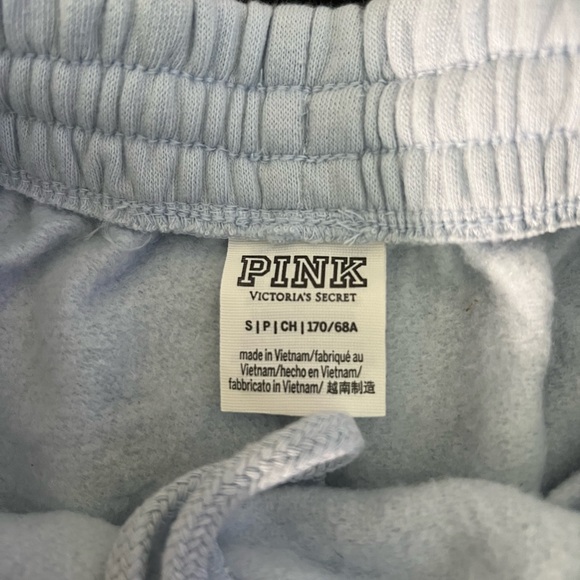 PINK
VICTORIA'S SECRET
S|P|CH|170/68A
made in Vietnam/fabriqué au
Vietnam/hecho en Vietnam/
fabbricato in Vietnam/ 越南制造